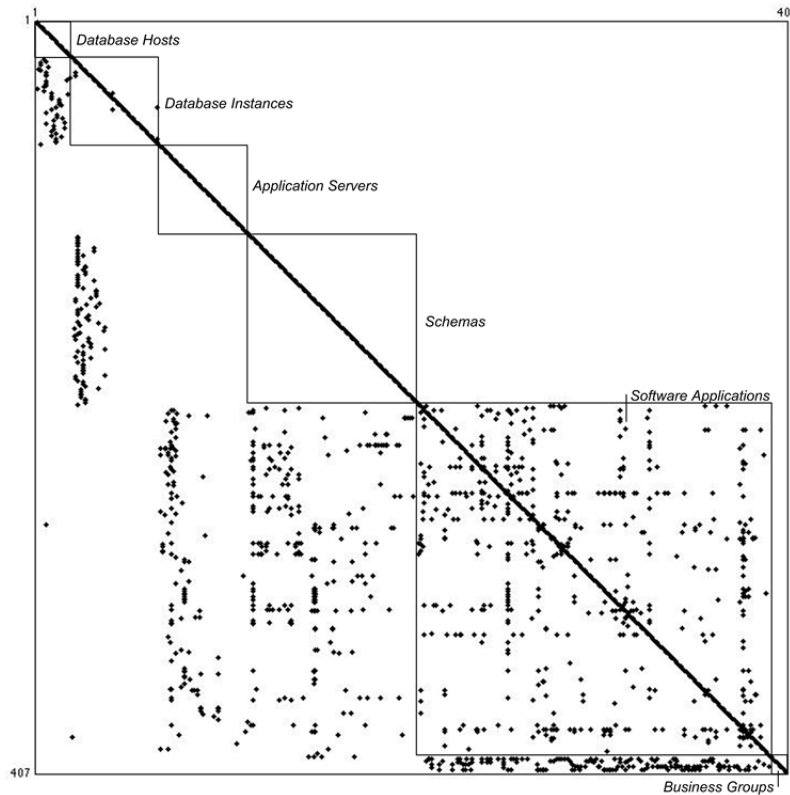 1
40
Database Hosts
Database Instances
Application Servers
Schemas
Software Applications
407
Business Groups